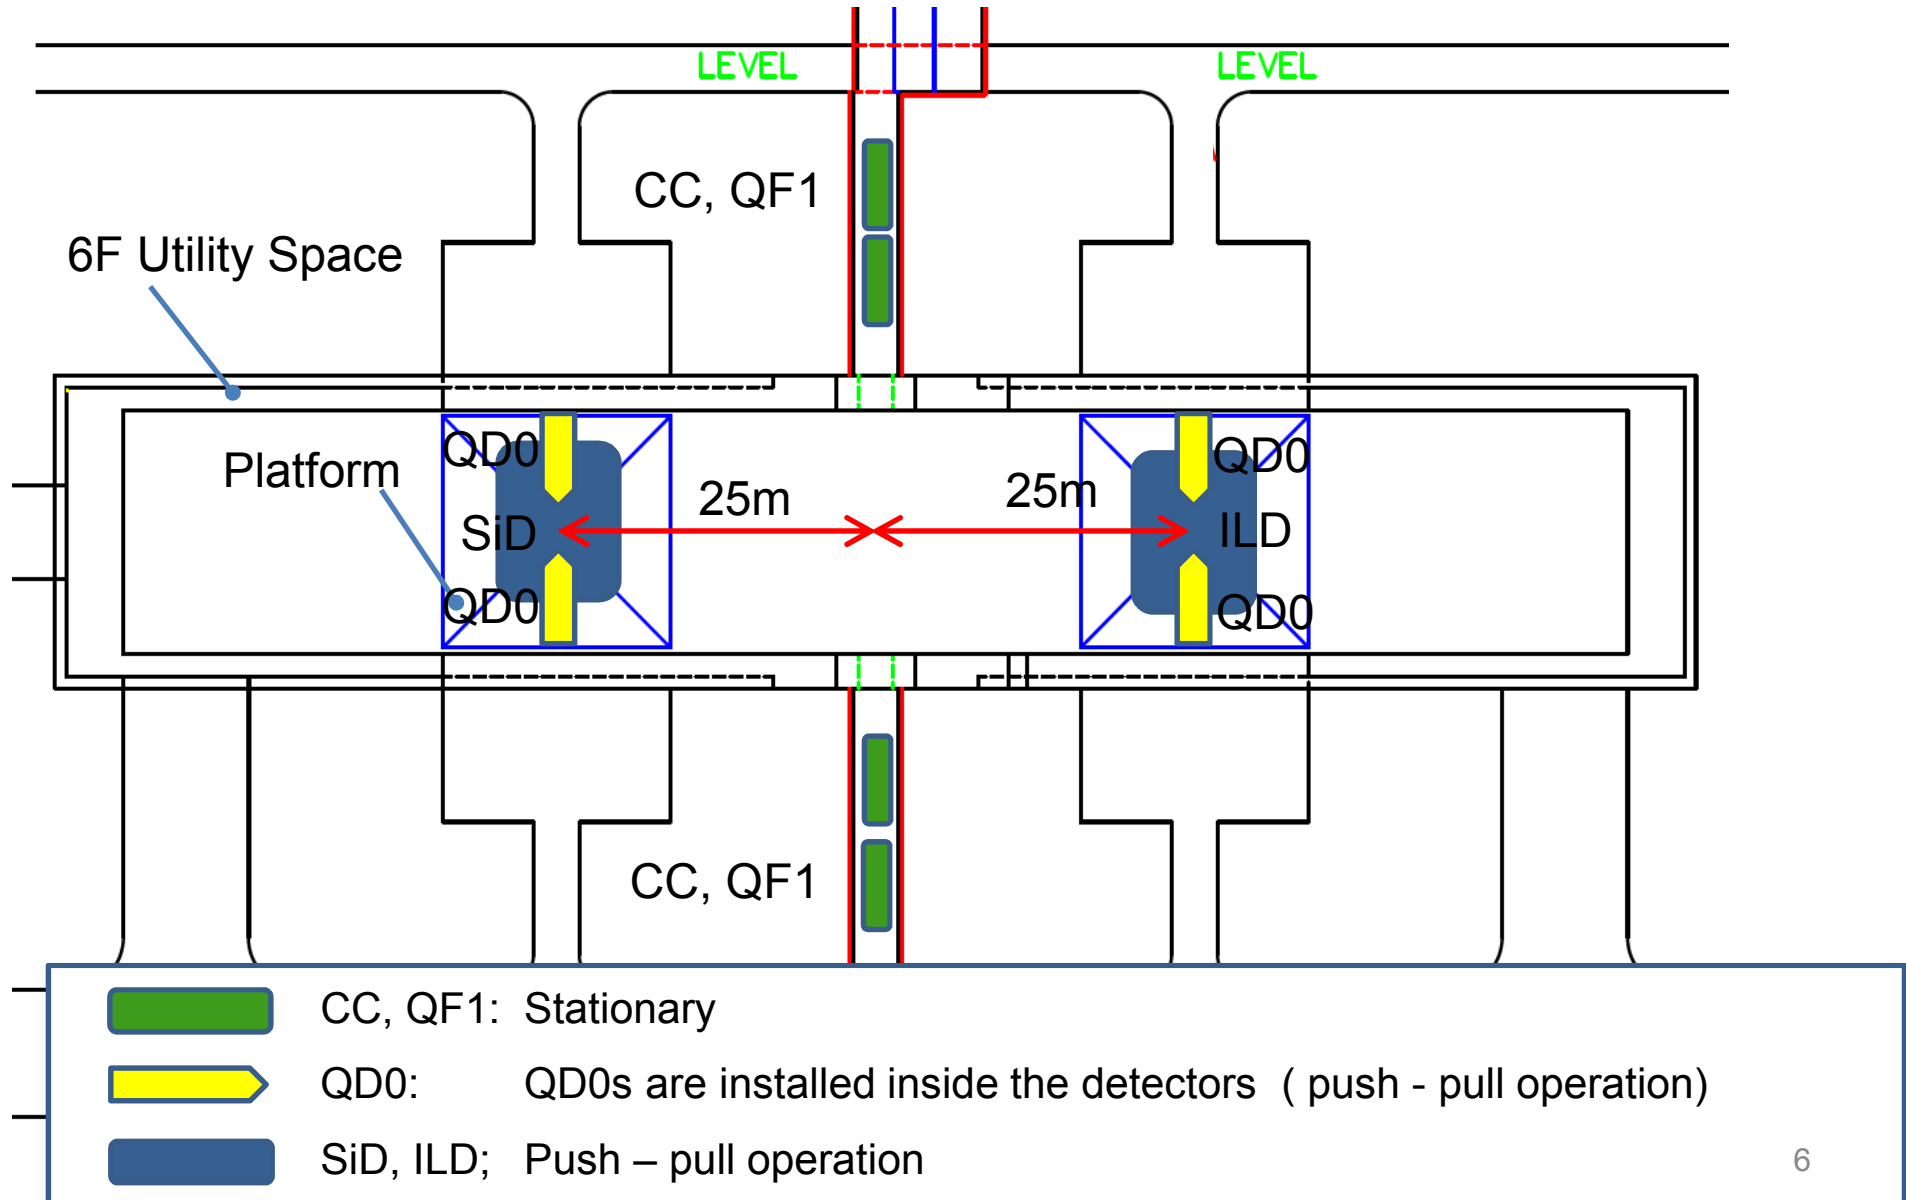 LEVEL
LEVEL
CC, QF1
6F Utility Space
QD0
QD0
Platform
25m
25m
SiD
ILD
QD0
QD0
CC, QF1
CC, QF1: Stationary
QD0: QD0s are installed inside the detectors ( push - pull operation)
SiD, ILD; Push – pull operation
6